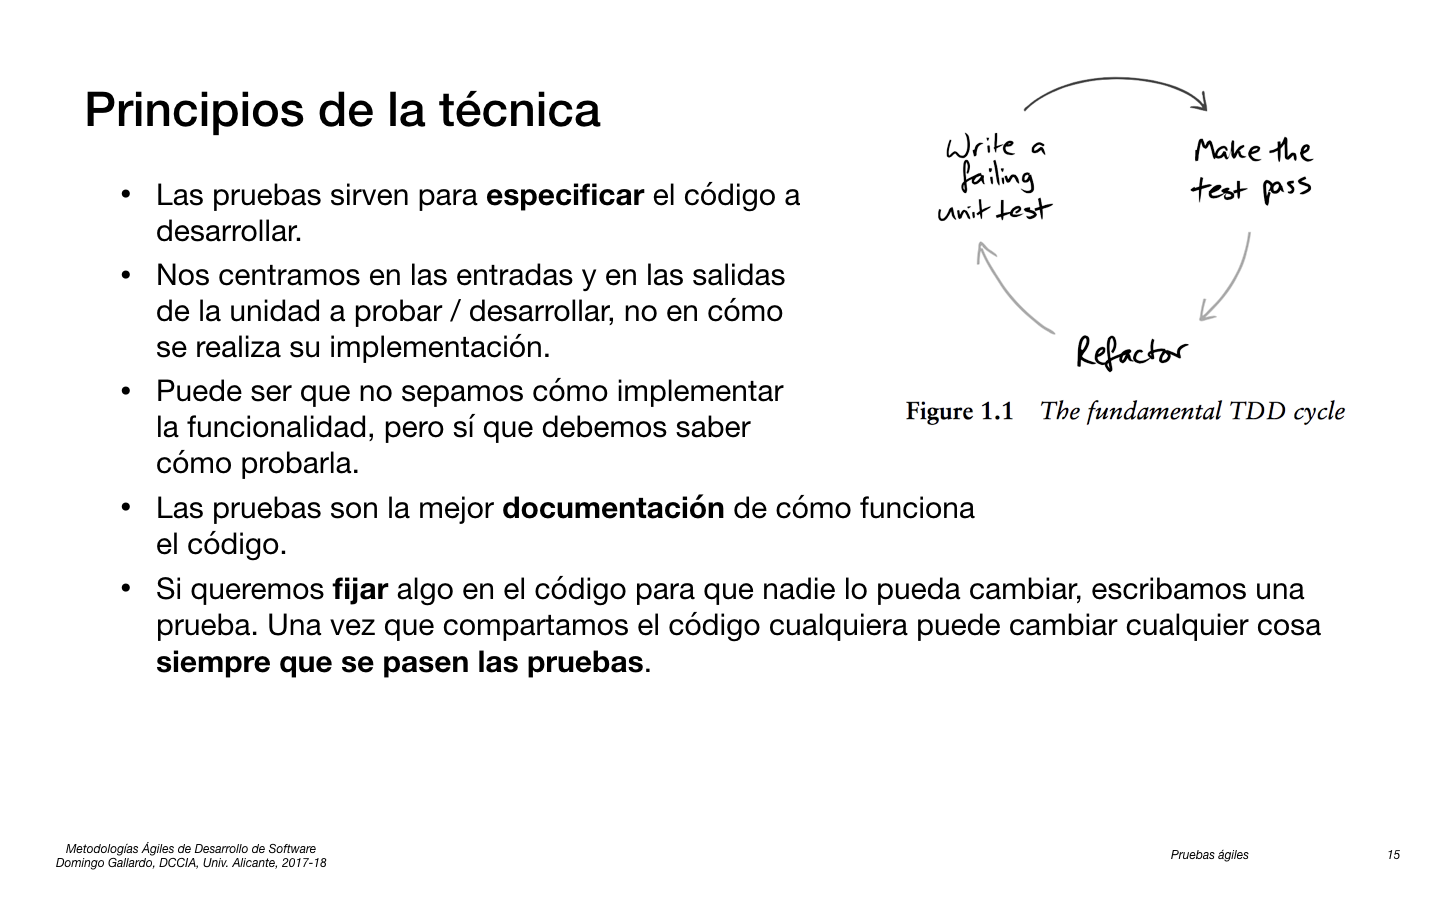 Principios de la técnica
• Las pruebas sirven para especificar el código a
desarrollar.
• Nos centramos en las entradas y en las salidas
de la unidad a probar / desarrollar, no en cómo
se realiza su implementación.
• Puede ser que no sepamos cómo implementar
la funcionalidad, pero sí que debemos saber
cómo probarla.
• Las pruebas son la mejor documentación de cómo funciona
el código.
• Si queremos fijar algo en el código para que nadie lo pueda cambiar, escribamos una
prueba. Una vez que compartamos el código cualquiera puede cambiar cualquier cosa
siempre que se pasen las pruebas.
Write a
failing
unit test
Make the
test pass
Refactor
Figure 1.1 The fundamental TDD cycle
Metodologías Ágiles de Desarrollo de Software
Domingo Gallardo, DCCIA, Univ. Alicante, 2017-18
Pruebas ágiles
15